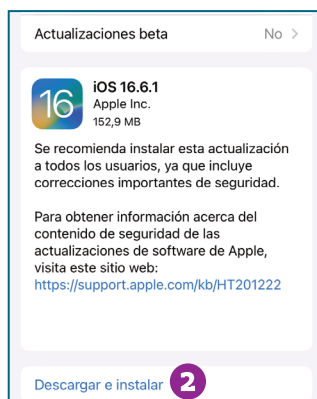 Actualizaciones beta No >
16
iOS 16.6.1
Apple Inc.
152,9 MB
Se recomienda instalar esta actualización
a todos los usuarios, ya que incluye
correcciones importantes de seguridad.
Para obtener información acerca del
contenido de seguridad de las
actualizaciones de software de Apple,
visita este sitio web:
https://support.apple.com/kb/HT201222
Descargar e instalar 2